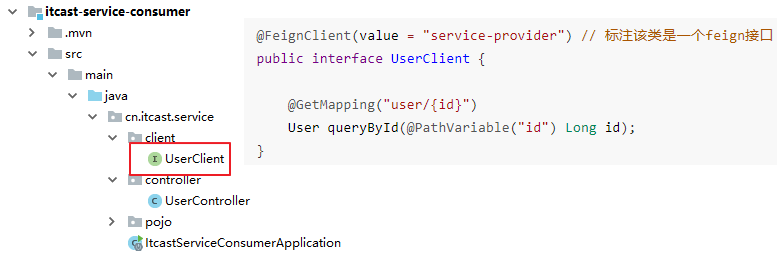 itcast-service-consumer
.mvn
src
main
java
cn.itcast.service
client
UserClient
controller
UserController
pojo
ItcastServiceConsumerApplication
@FeignClient(value = "service-provider") // 标注该类是一个feign接口
public interface UserClient {
@GetMapping("user/{id}")
User queryById(@PathVariable("id") Long id);
}